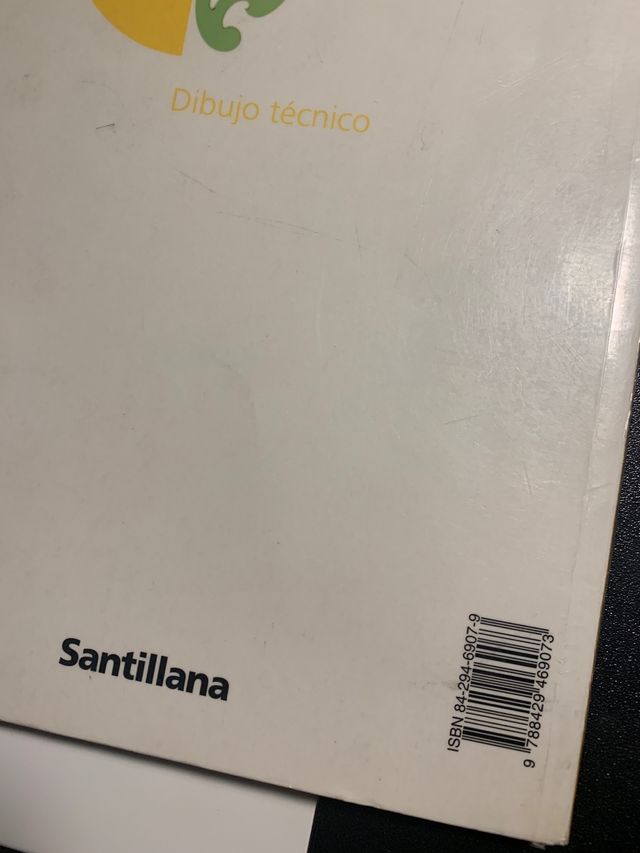 Dibujo técnico
Santillana
ISBN 84-294-6907-9
9 788429 469073